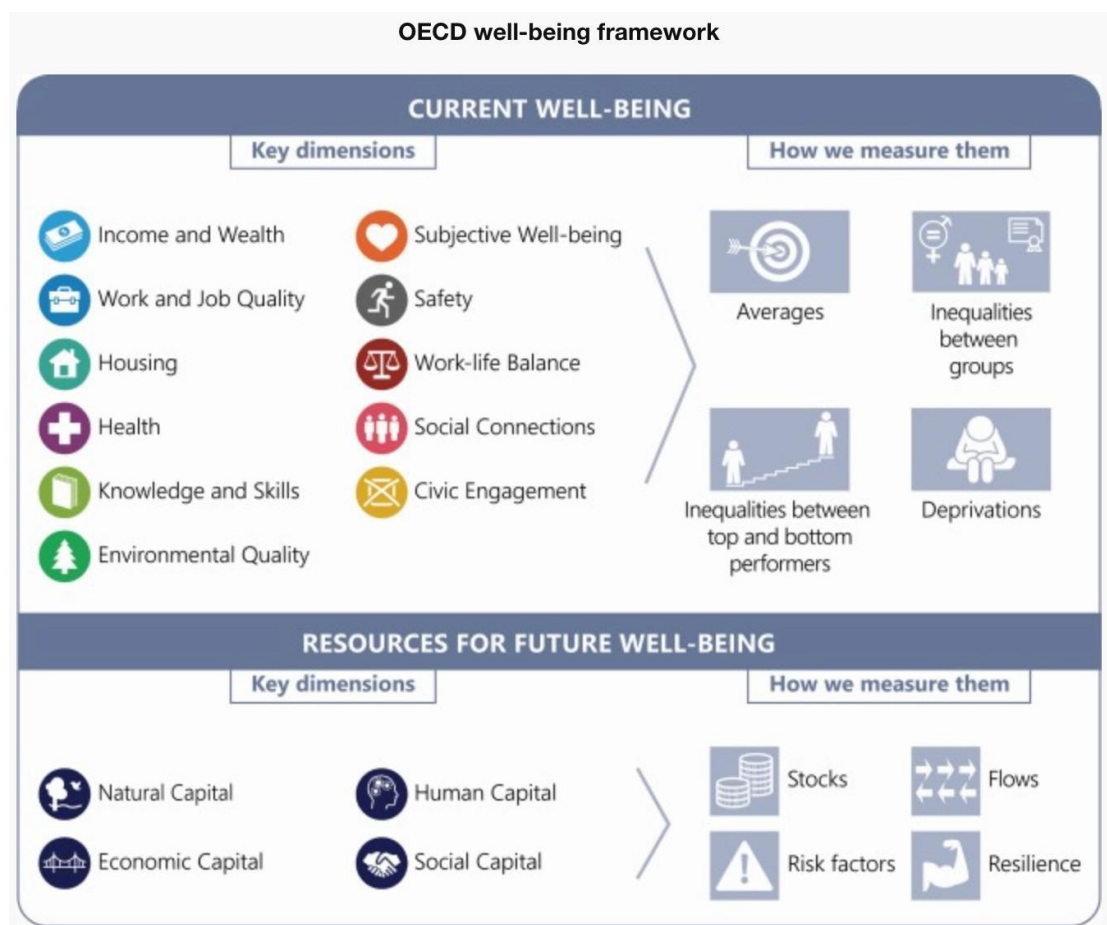 OECD well-being framework
CURRENT WELL-BEING
Key dimensions
How we measure them
Income and Wealth
Work and Job Quality
Housing
Health
Knowledge and Skills
Environmental Quality
Subjective Well-being
Safety
Work-life Balance
Social Connections
Civic Engagement
Averages
Inequalities
between
groups
Inequalities between
top and bottom
performers
Deprivations
RESOURCES FOR FUTURE WELL-BEING
Key dimensions
How we measure them
Natural Capital
Economic Capital
Human Capital
Social Capital
Stocks
Flows
Risk factors
Resilience